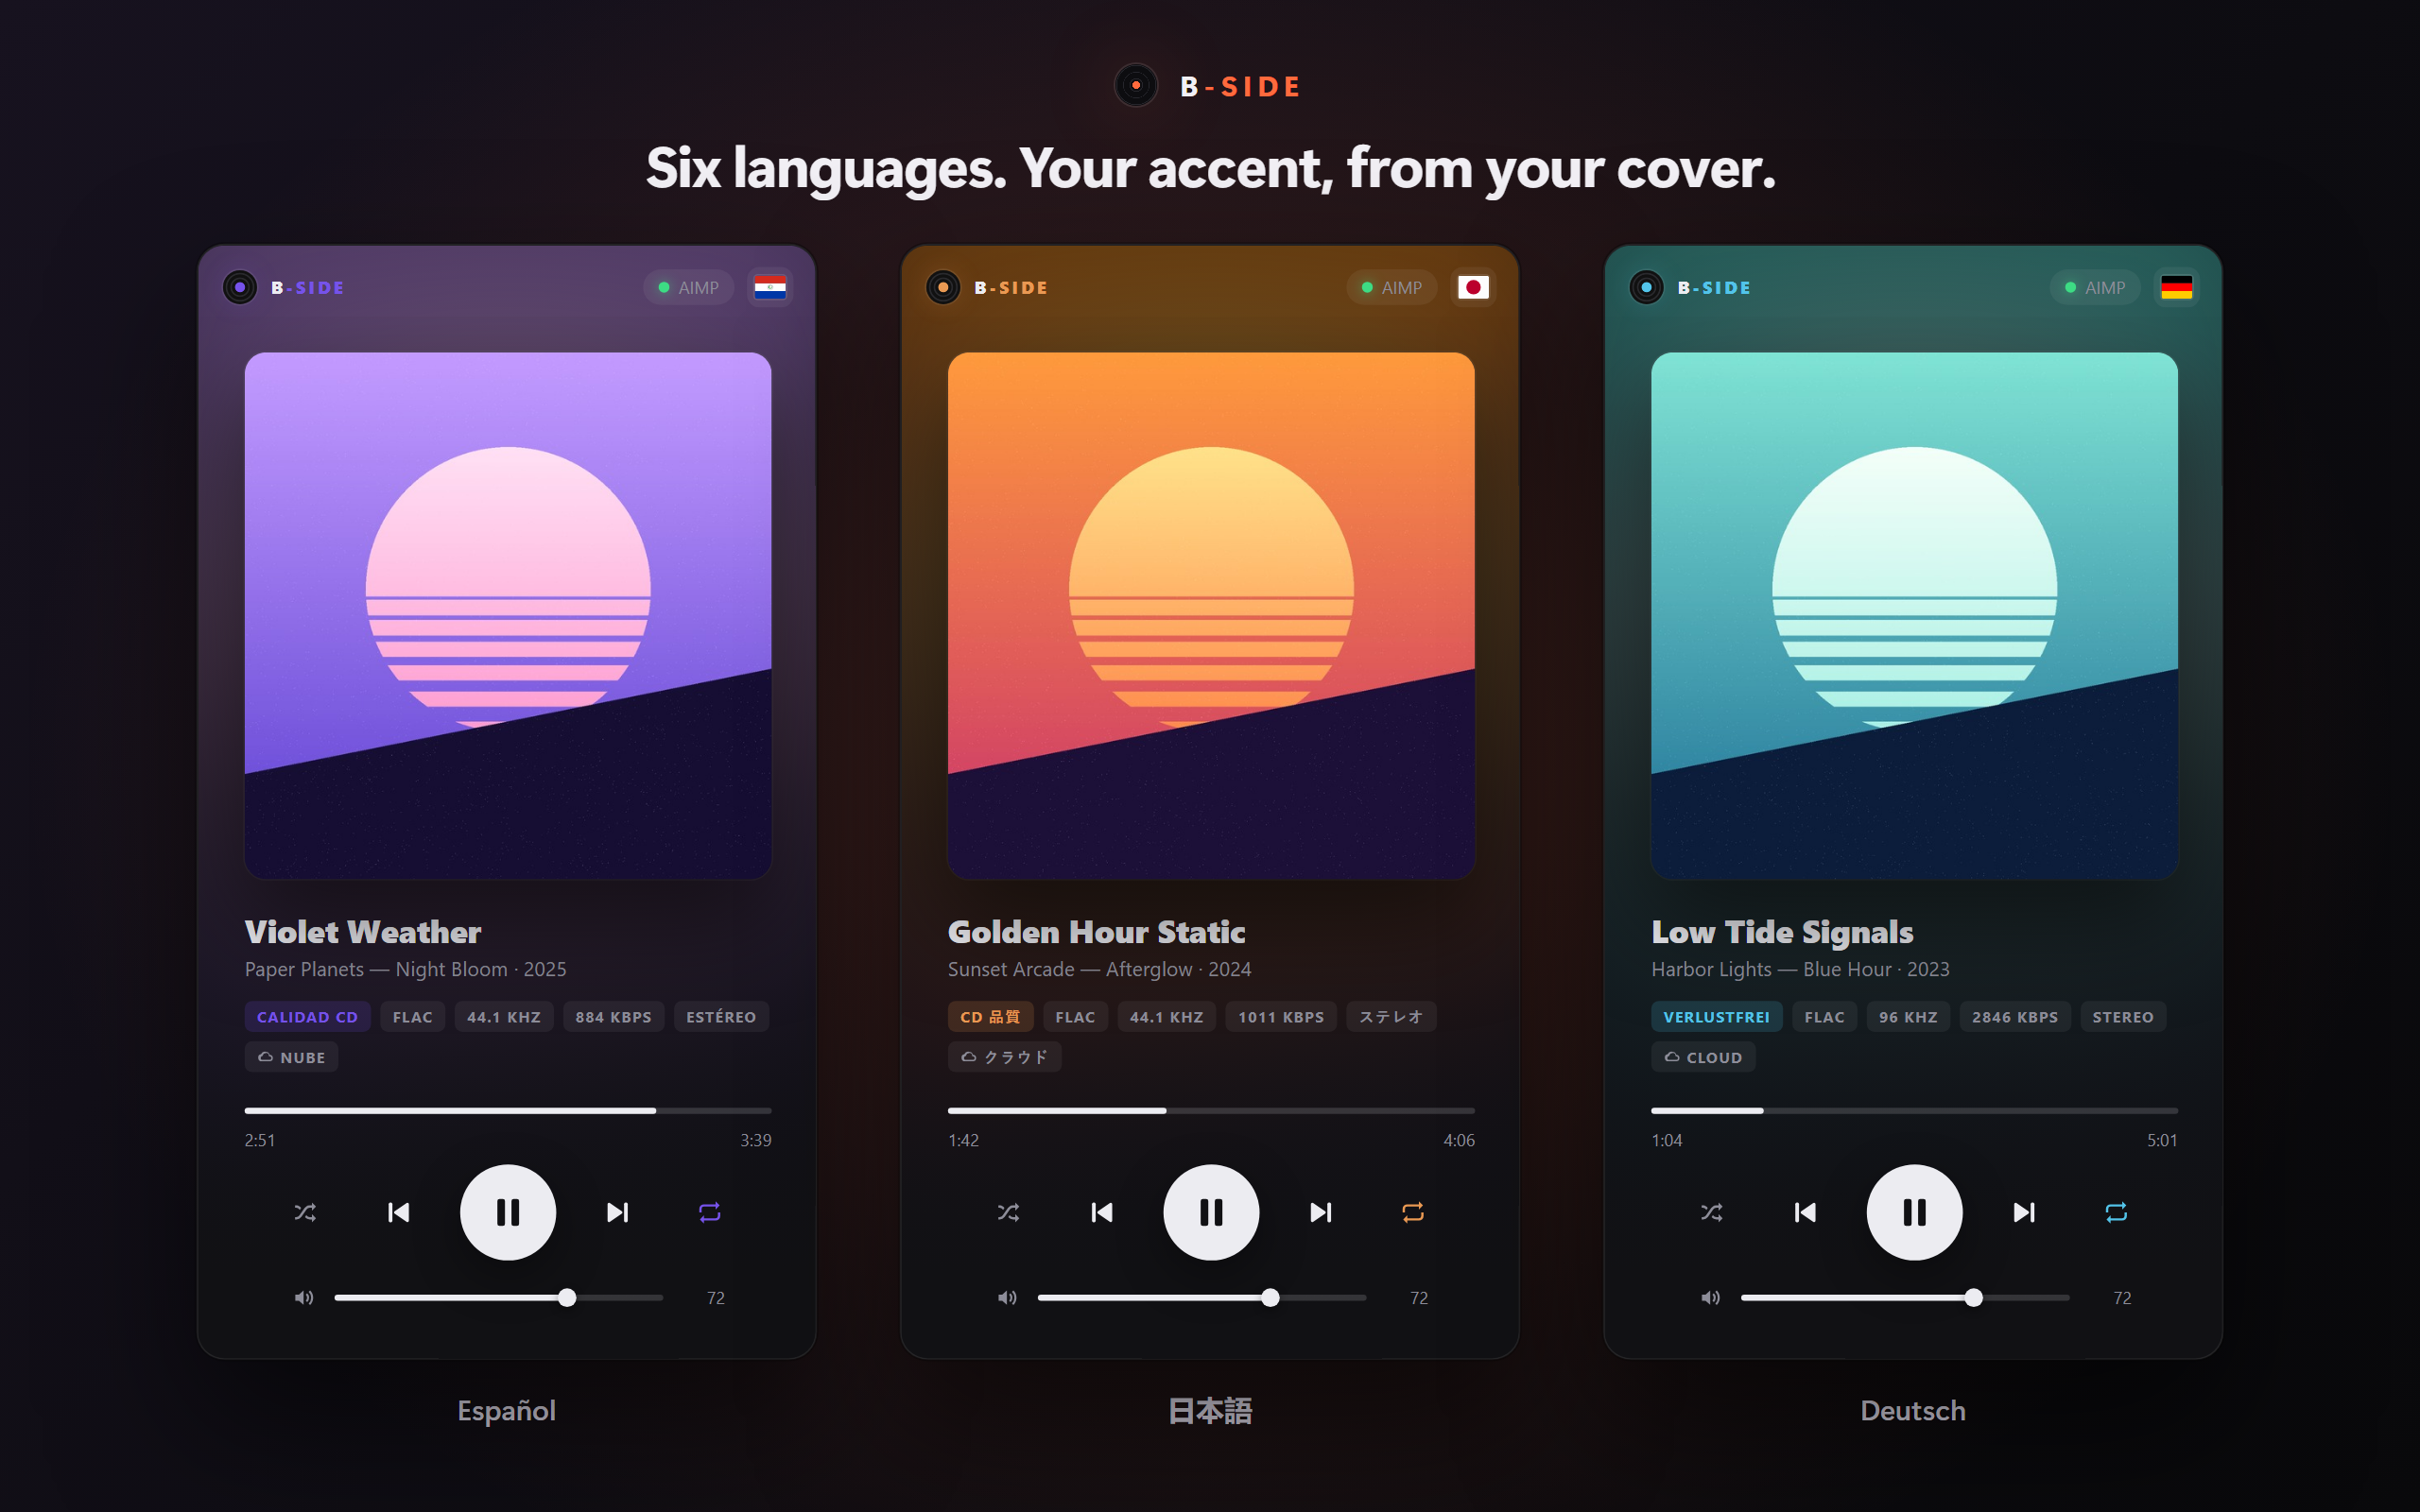 B-SIDE
Six languages. Your accent, from your cover.
B-SIDE
AIMP
Violet Weather
Paper Planets — Night Bloom · 2025
CALIDAD CD
FLAC
44.1 KHZ
884 KBPS
ESTÉREO
NUBE
2:51
3:39
72
Español
B-SIDE
AIMP
Golden Hour Static
Sunset Arcade — Afterglow · 2024
CD 品質
FLAC
44.1 KHZ
1011 KBPS
ステレオ
クラウド
1:42
4:06
72
日本語
B-SIDE
AIMP
Low Tide Signals
Harbor Lights — Blue Hour · 2023
VERLUSTFREI
FLAC
96 KHZ
2846 KBPS
STEREO
CLOUD
1:04
5:01
72
Deutsch